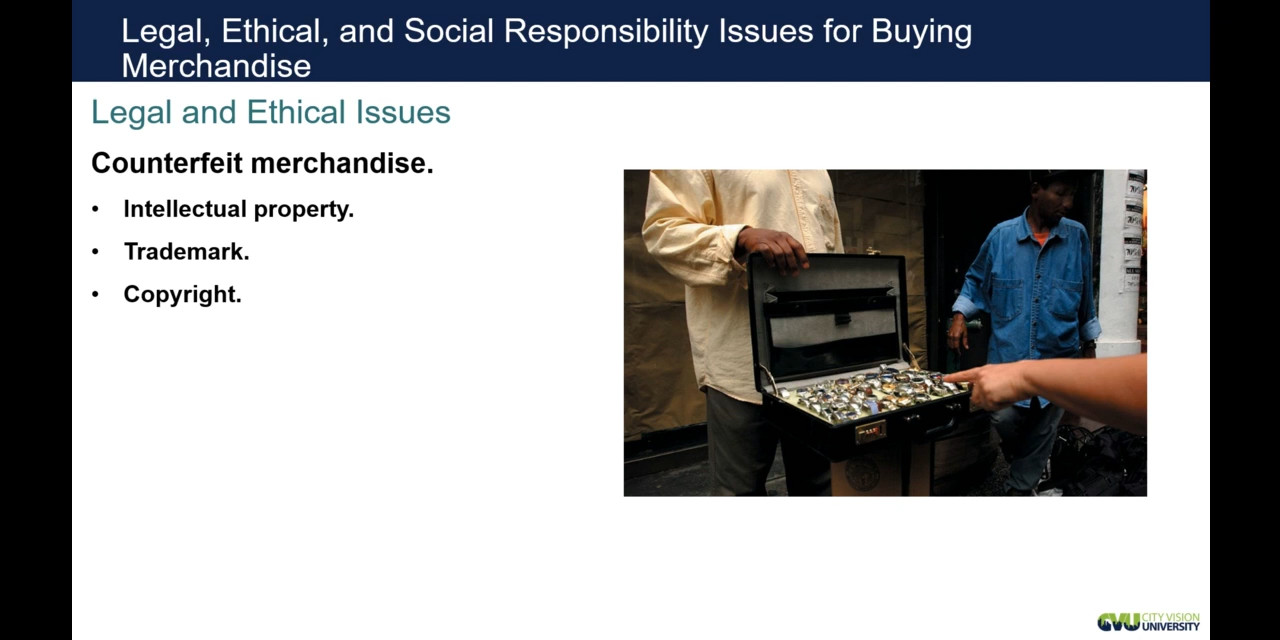 Legal, Ethical, and Social Responsibility Issues for Buying
Merchandise
Legal and Ethical Issues
Counterfeit merchandise.
• Intellectual property.
• Trademark.
• Copyright.
CVU CITY VISION
UNIVERSITY